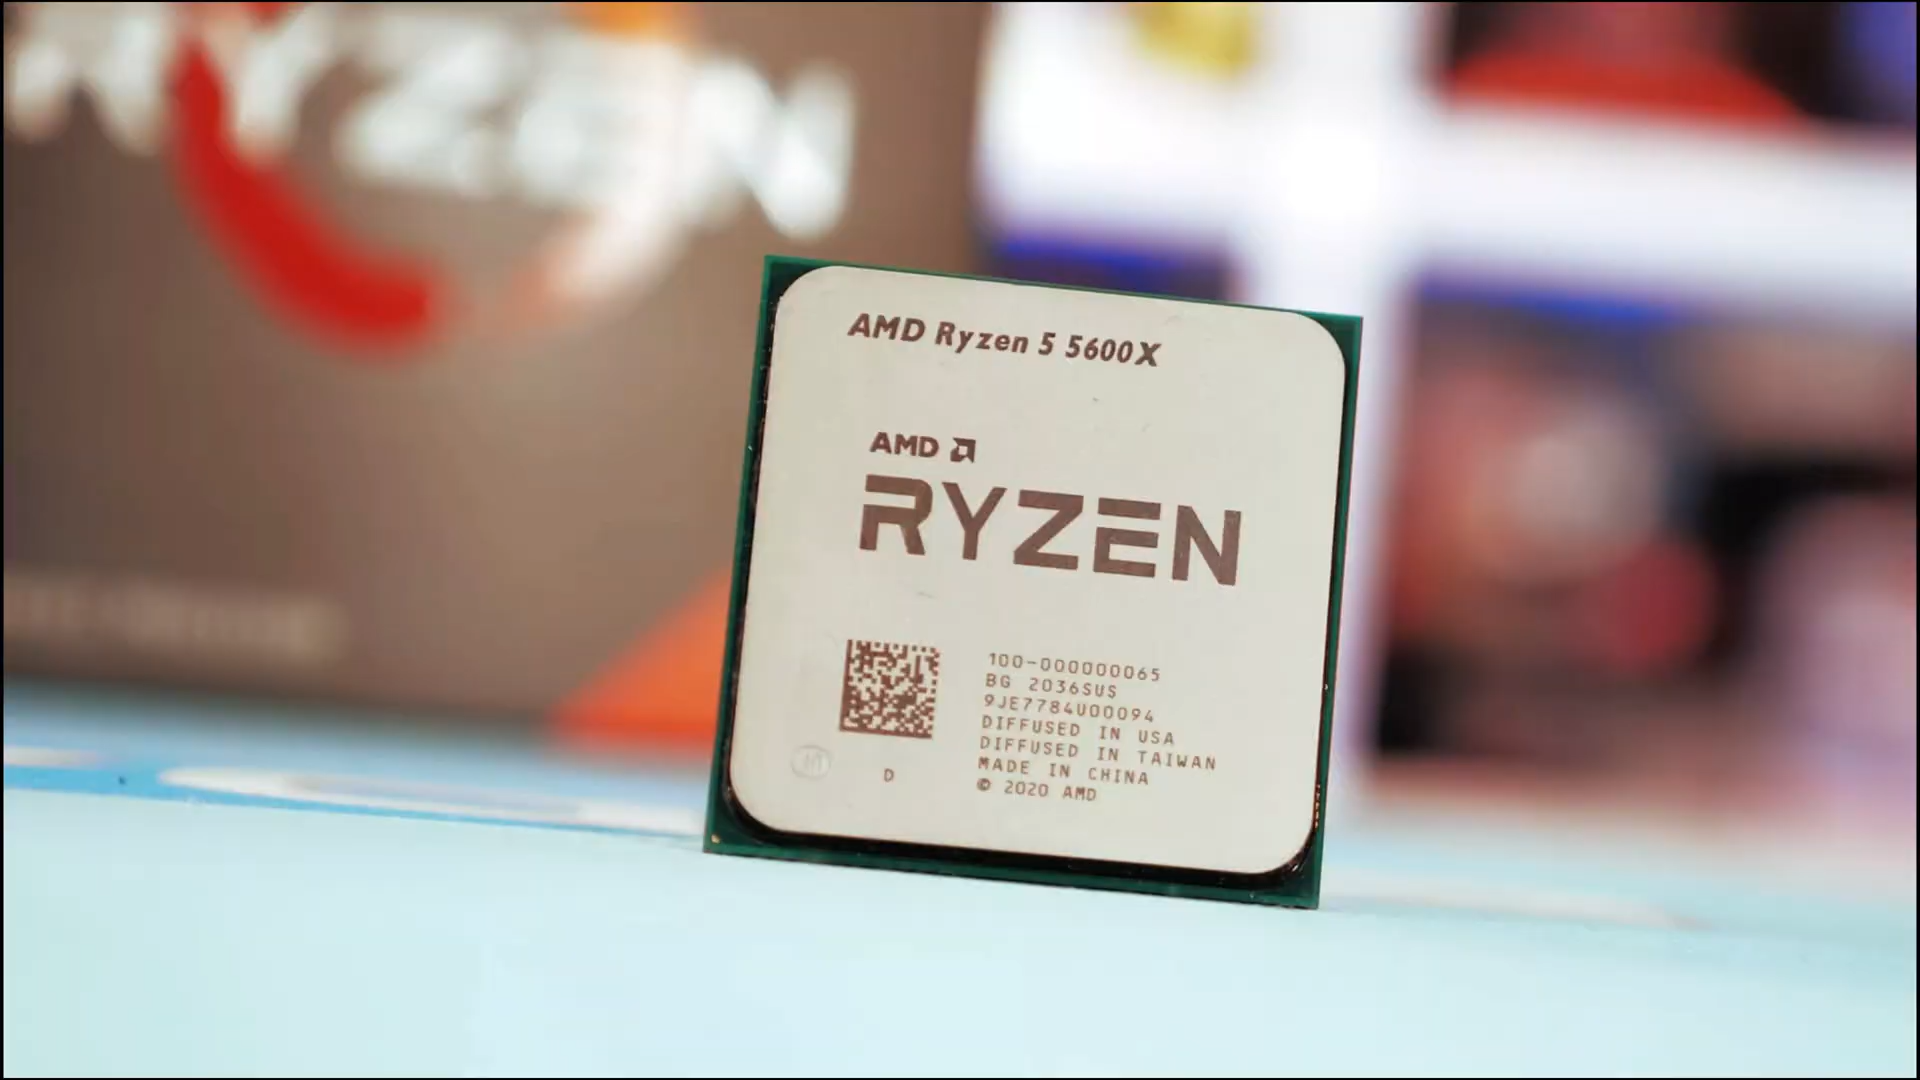 RYZEN
AMD Ryzen 5 5600X
AMD
RYZEN
100-000000065
BG 2036SUS
9JE7784U00094
DIFFUSED IN USA
DIFFUSED IN TAIWAN
MADE IN CHINA
© 2020 AMD
D